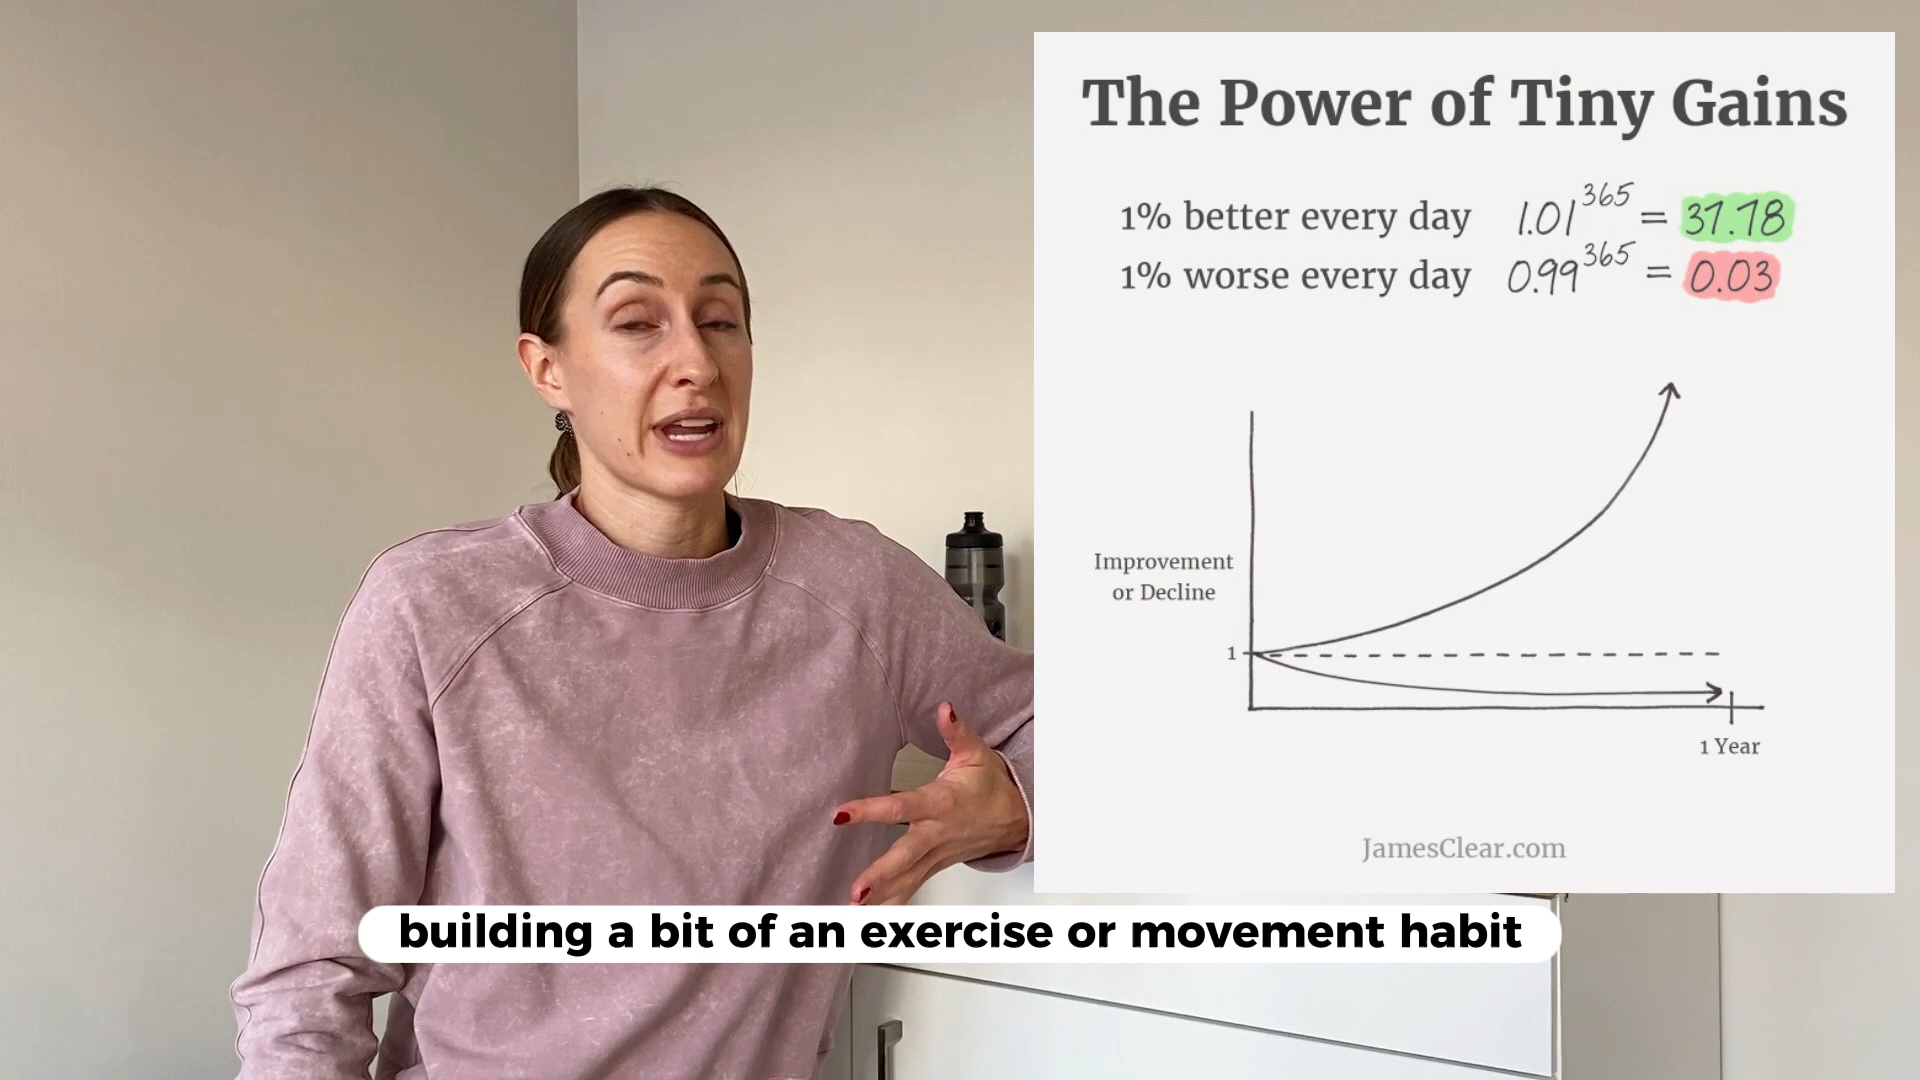 The Power of Tiny Gains
1% better every day 1.01^365 = 37.78
1% worse every day 0.99^365 = 0.03
Improvement
or Decline
1
1 Year
JamesClear.com
building a bit of an exercise or movement habit